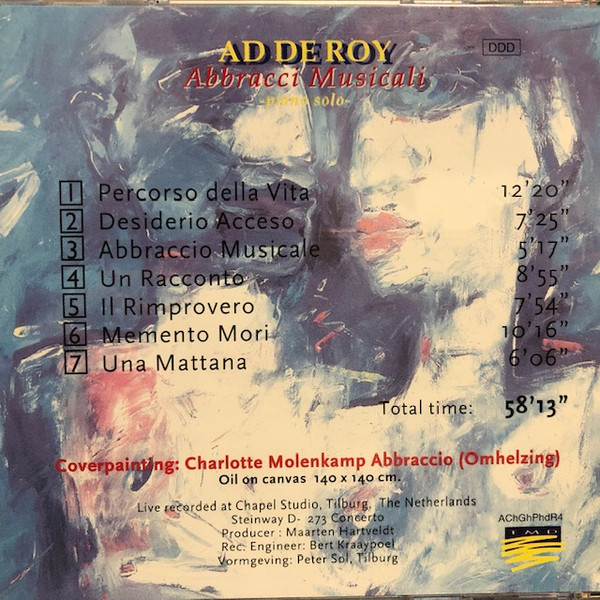 AD DE ROY
DDD
Abbracci Musicali
-piano solo-
1 Percorso della Vita 12'20"
2 Desiderio Acceso 7'25"
3 Abbraccio Musicale 5'17"
4 Un Racconto 8'55"
5 Il Rimprovero 7'54"
6 Memento Mori 10'16"
7 Una Mattana 6'06"
Total time: 58'13"
Coverpainting: Charlotte Molenkamp Abbraccio (Omhelzing)
Oil on canvas 140 x 140 cm.
Live recorded at Chapel Studio, Tilburg, The Netherlands
Steinway D- 273 Concerto
Producer : Maarten Hartveldt
Rec. Engineer: Bert Kraaypoel
Vormgeving: Peter Sol, Tilburg
AChGhPhdR4
TMD